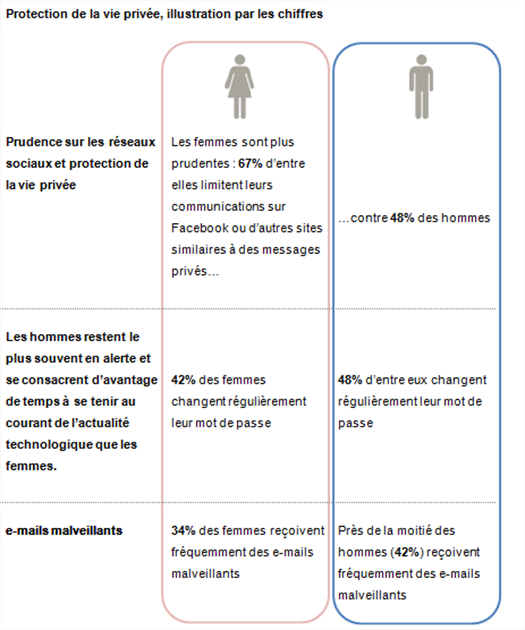 Protection de la vie privée, illustration par les chiffres
Prudence sur les réseaux
sociaux et protection de
la vie privée
Les femmes sont plus
prudentes : 67% d’entre
elles limitent leurs
communications sur
Facebook ou d’autres sites
similaires à des messages
privés…
…contre 48% des hommes
Les hommes restent le
plus souvent en alerte et
se consacrent d’avantage
de temps à se tenir au
courant de l’actualité
technologique que les
femmes.
42% des femmes
changent régulièrement
leur mot de passe
48% d’entre eux changent
régulièrement leur mot de
passe
e-mails malveillants
34% des femmes reçoivent
fréquemment des e-mails
malveillants
Près de la moitié des
hommes (42%) reçoivent
fréquemment des e-mails
malveillants